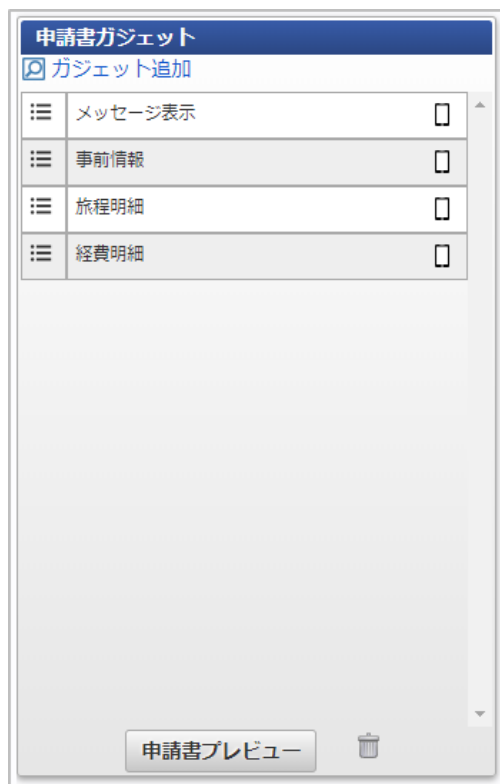 申請書ガジェット
ガジェット追加
メッセージ表示
事前情報
旅程明細
経費明細
申請書プレビュー